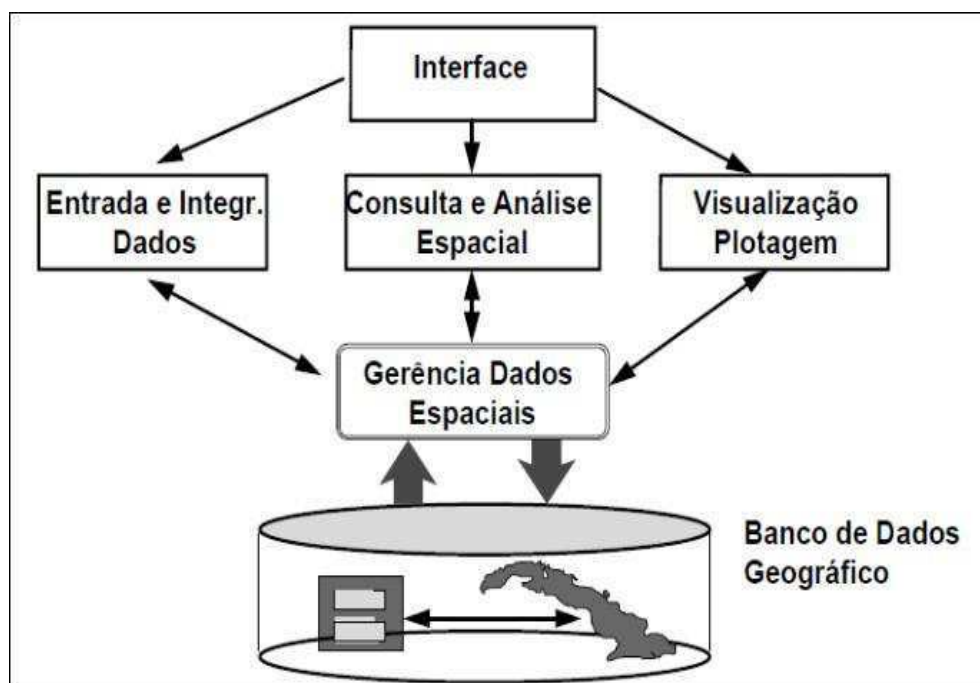 Interface
Entrada e Integr.
Dados
Consulta e Análise
Espacial
Visualização
Plotagem
Gerência Dados
Espaciais
Banco de Dados
Geográfico